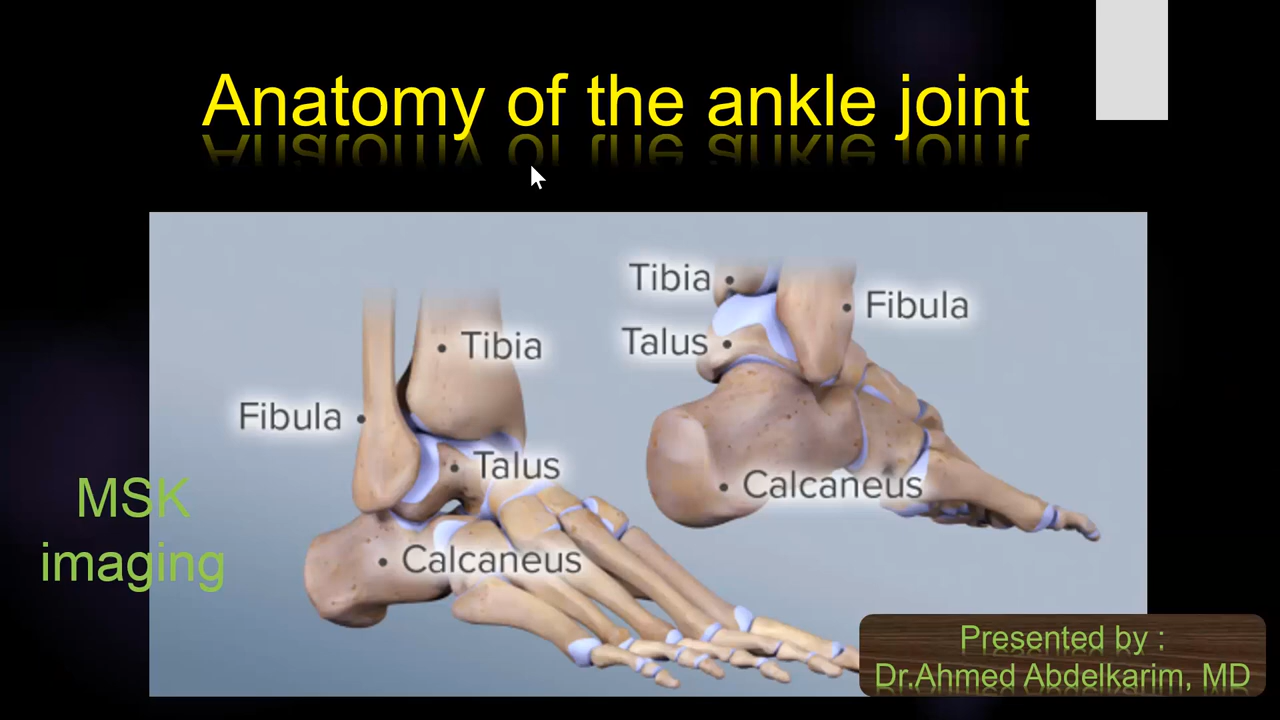 Anatomy of the ankle joint
Tibia
Fibula
Talus
Calcaneus
Tibia
Fibula
Talus
Calcaneus
MSK
imaging
Presented by :
Dr.Ahmed Abdelkarim, MD